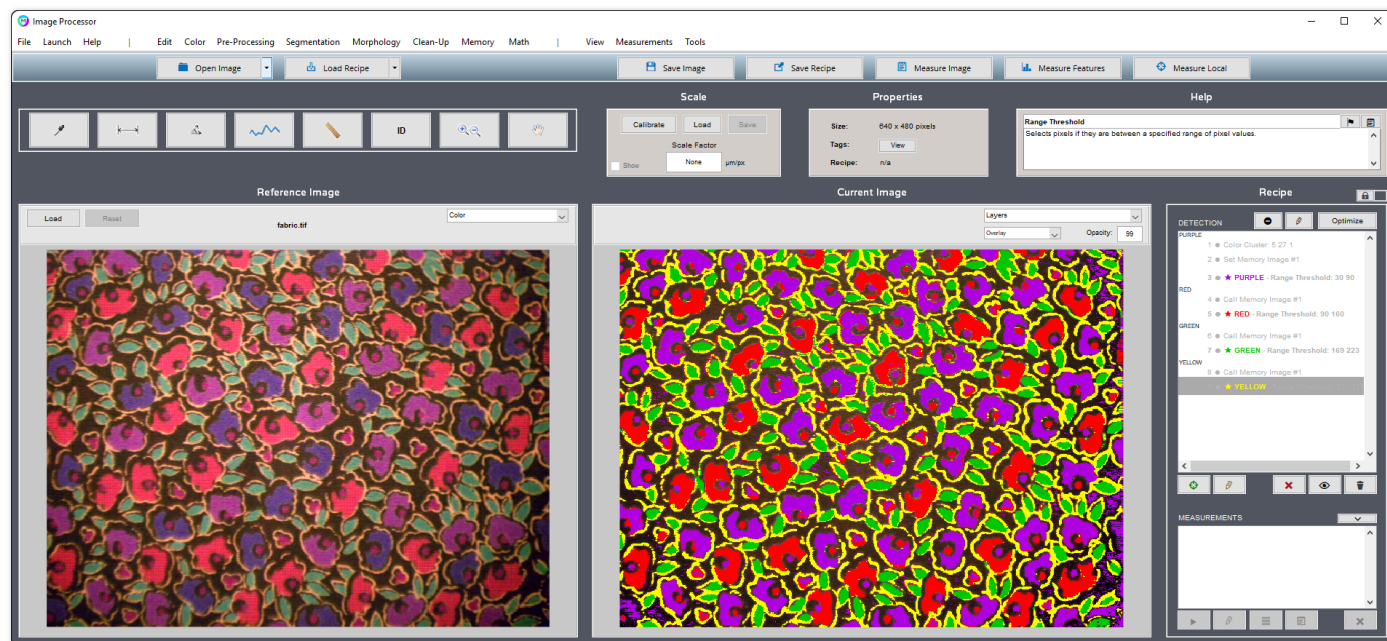 Image Processor
File Launch Help | Edit Color Pre-Processing Segmentation Morphology Clean-Up Memory Math | View Measurements Tools
Open Image Load Recipe Save Image Save Recipe Measure Image Measure Features Measure Local
Scale
Properties
Help
ID
Calibrate Load Save
Scale Factor
Show None µm/px
Size: 640 x 480 pixels
Tags: View
Recipe: n/a
Range Threshold
Selects pixels if they are between a specified range of pixel values.
Reference Image
Current Image
Recipe
Load Reset
fabric.tif
Color
Layers
Overlay Opacity: 99
DETECTION Optimize
PURPLE
1 Color Cluster: 5 27 1
2 Set Memory Image #1
3 ★ PURPLE - Range Threshold: 30 90
RED
4 Call Memory Image #1
5 ★ RED - Range Threshold: 90 160
GREEN
6 Call Memory Image #1
7 ★ GREEN - Range Threshold: 169 223
YELLOW
8 Call Memory Image #1
★ YELLOW
MEASUREMENTS